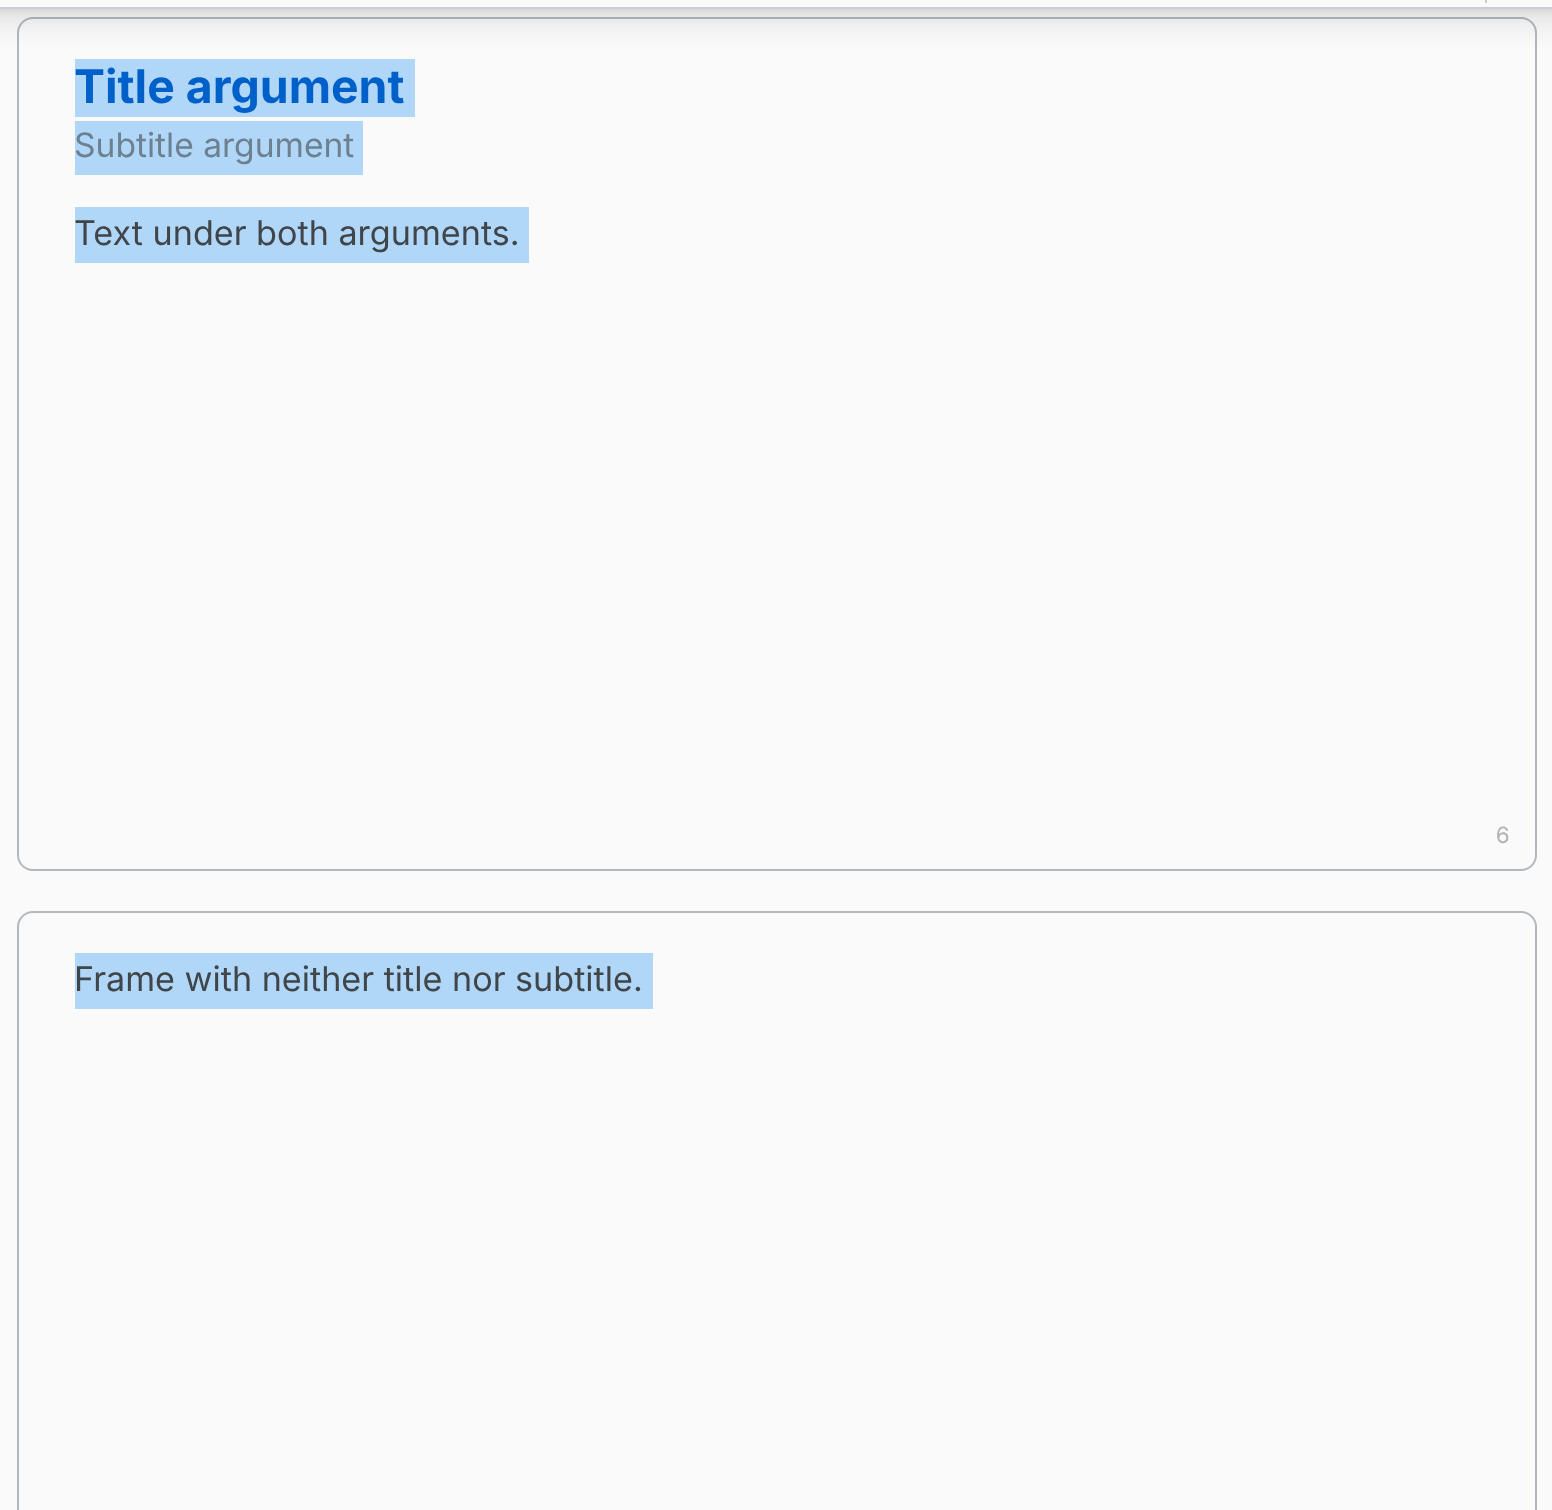 Title argument
Subtitle argument
Text under both arguments.
6
Frame with neither title nor subtitle.